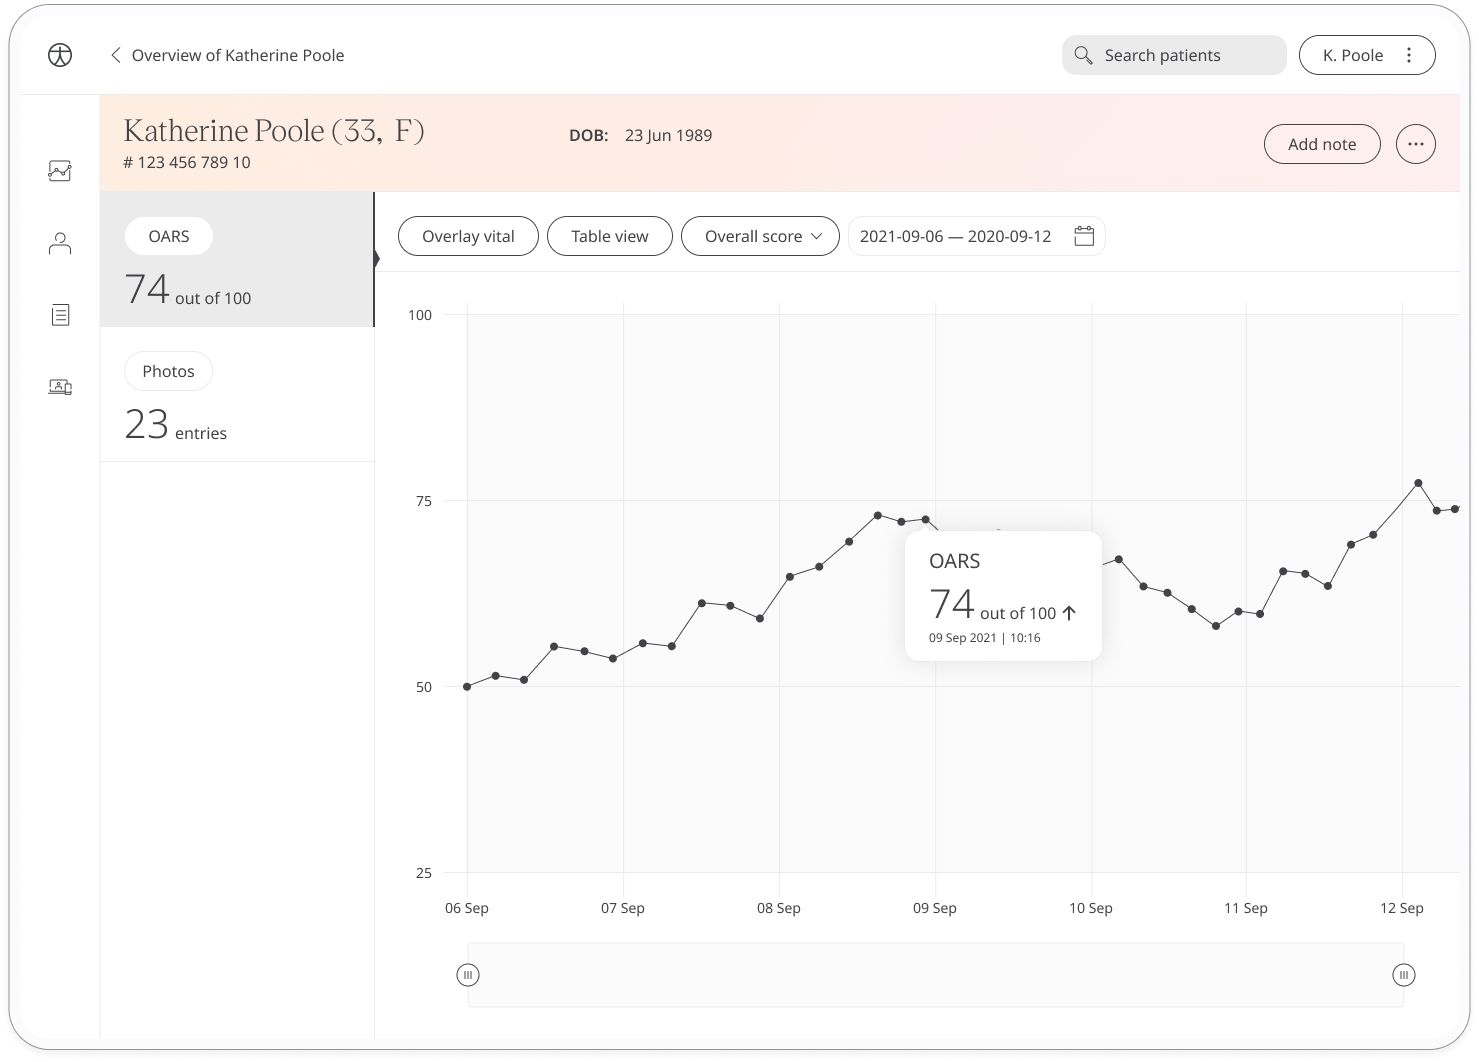 Overview of Katherine Poole
Search patients
K. Poole
Katherine Poole (33, F)
# 123 456 789 10
DOB: 23 Jun 1989
Add note
OARS
74 out of 100
Photos
23 entries
Overlay vital
Table view
Overall score
2021-09-06 — 2020-09-12
100
75
50
25
OARS
74 out of 100
09 Sep 2021 | 10:16
06 Sep
07 Sep
08 Sep
09 Sep
10 Sep
11 Sep
12 Sep